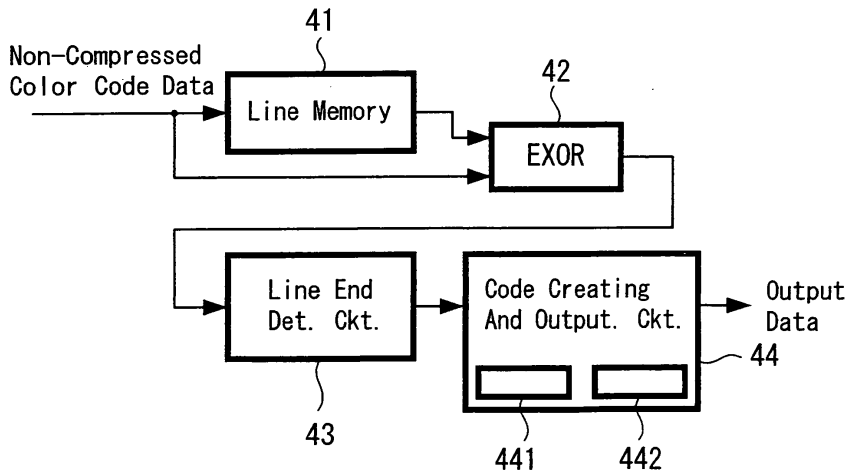 41
Non-Compressed
Color Code Data
42
Line Memory
EXOR
Line End
Det. Ckt.
Code Creating
And Output. Ckt.
Output
Data
44
43
441
442